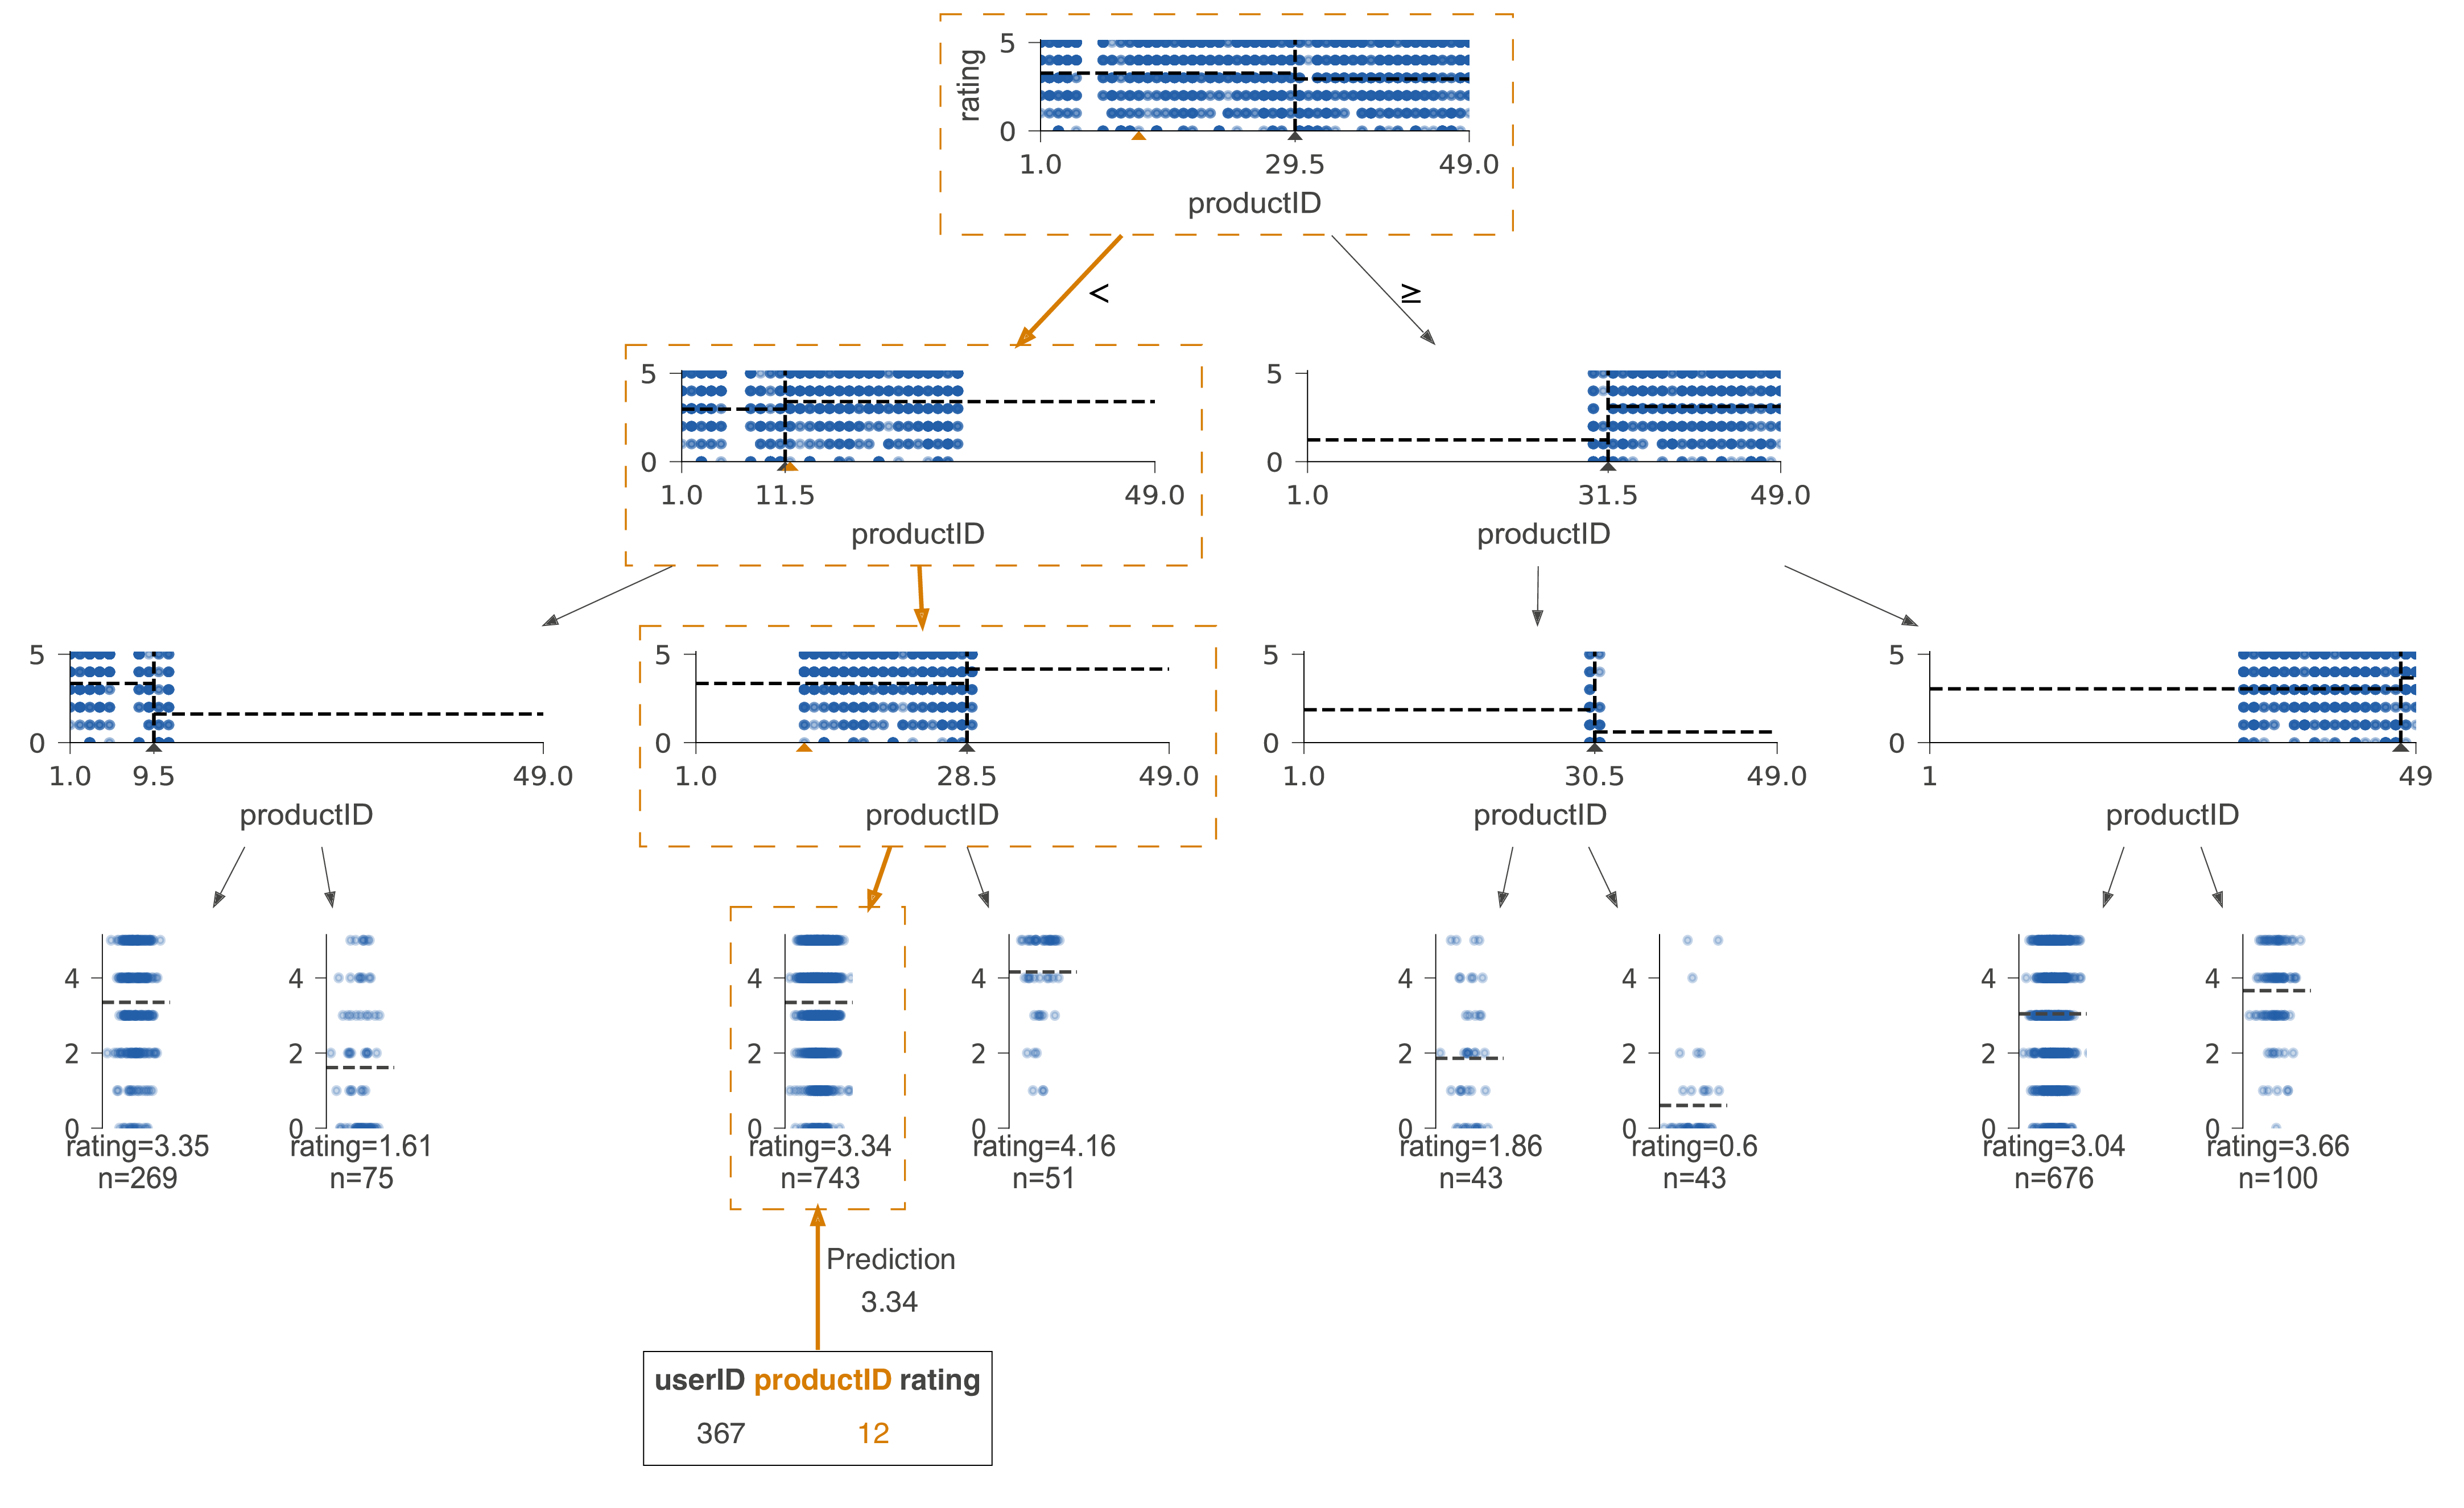 5
rating
0
1.0 29.5 49.0
productID
< ≥
5 5
0 0
1.0 11.5 49.0 1.0 31.5 49.0
productID productID
5 5 5 5
0 0 0 0
1.0 9.5 49.0 1.0 28.5 49.0 1.0 30.5 49.0 1 49
productID productID productID productID
4 4 4 4 4 4 4 4
2 2 2 2 2 2 2 2
0 0 0 0 0 0 0 0
rating=3.35 rating=1.61 rating=3.34 rating=4.16 rating=1.86 rating=0.6 rating=3.04 rating=3.66
n=269 n=75 n=743 n=51 n=43 n=43 n=676 n=100
Prediction
3.34
userID productID rating
367 12